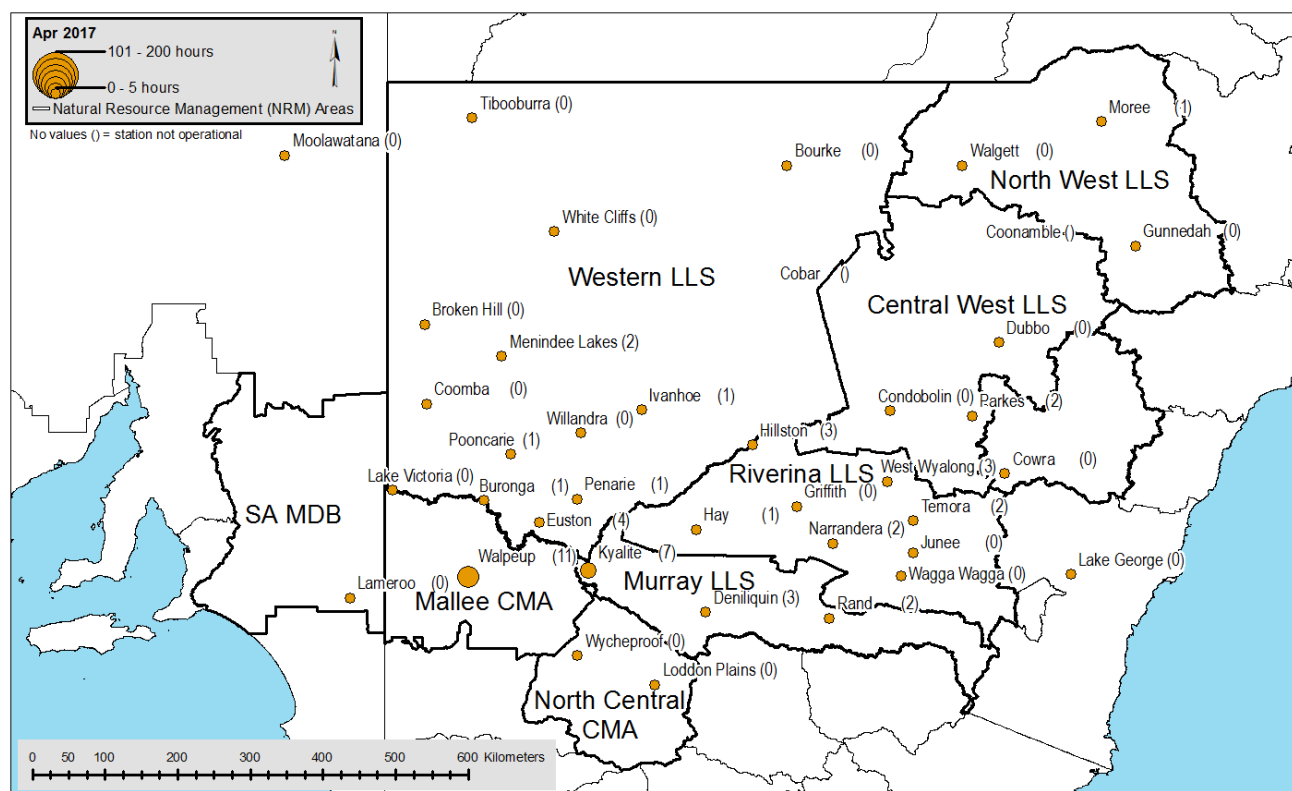 Apr 2017
N
101 - 200 hours
0 - 5 hours
Natural Resource Management (NRM) Areas
No values () = station not operational
Tibooburra (0)
Moree (1)
Moolawatana (0)
Bourke (0)
Walgett (0)
North West LLS
White Cliffs (0)
Coonamble ()
Gunnedah (0)
Western LLS
Cobar ()
Central West LLS
Broken Hill (0)
Dubbo (0)
Menindee Lakes (2)
Coomba (0)
Ivanhoe (1)
Condobolin (0)
Parkes (2)
Willandra (0)
Hillston (3)
Pooncarie (1)
Cowra (0)
Lake Victoria (0)
Riverina LLS
West Wyalong (3)
Buronga (1)
Penarie (1)
Griffith (0)
SA MDB
Temora (2)
Euston (4)
Hay (1)
Narrandera (2)
Junee (0)
Walpeup (11)
Kyalite (7)
Lake George (0)
Wagga Wagga (0)
Murray LLS
Lameroo (0)
Mallee CMA
Deniliquin (3)
Rand (2)
Wycheproof (0)
Loddon Plains (0)
North Central
CMA
0 50 100 200 300 400 500 600 Kilometers